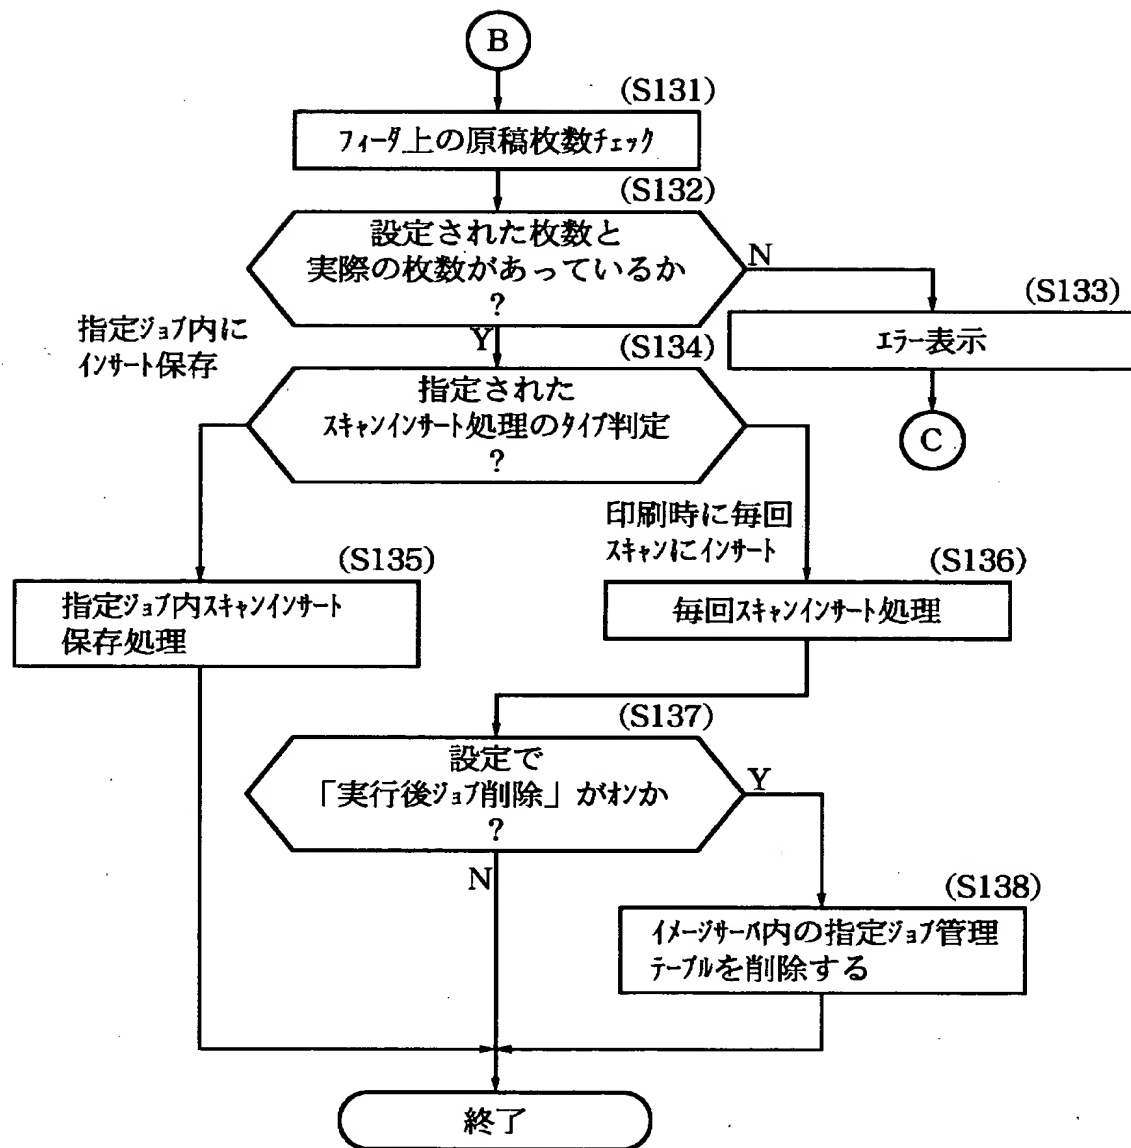 B
(S131)
フィーダ上の原稿枚数チェック
(S132)
設定された枚数と
実際の枚数があっているか
?
N
Y
(S133)
エラー表示
C
指定ジョブ内に
インサート保存
(S134)
指定された
スキャンインサート処理のタイプ判定
?
印刷時に毎回
スキャンにインサート
(S135)
指定ジョブ内スキャンインサート
保存処理
(S136)
毎回スキャンインサート処理
(S137)
設定で
「実行後ジョブ削除」がオンか
?
Y
N
(S138)
イメージサーバ内の指定ジョブ管理
テーブルを削除する
終了